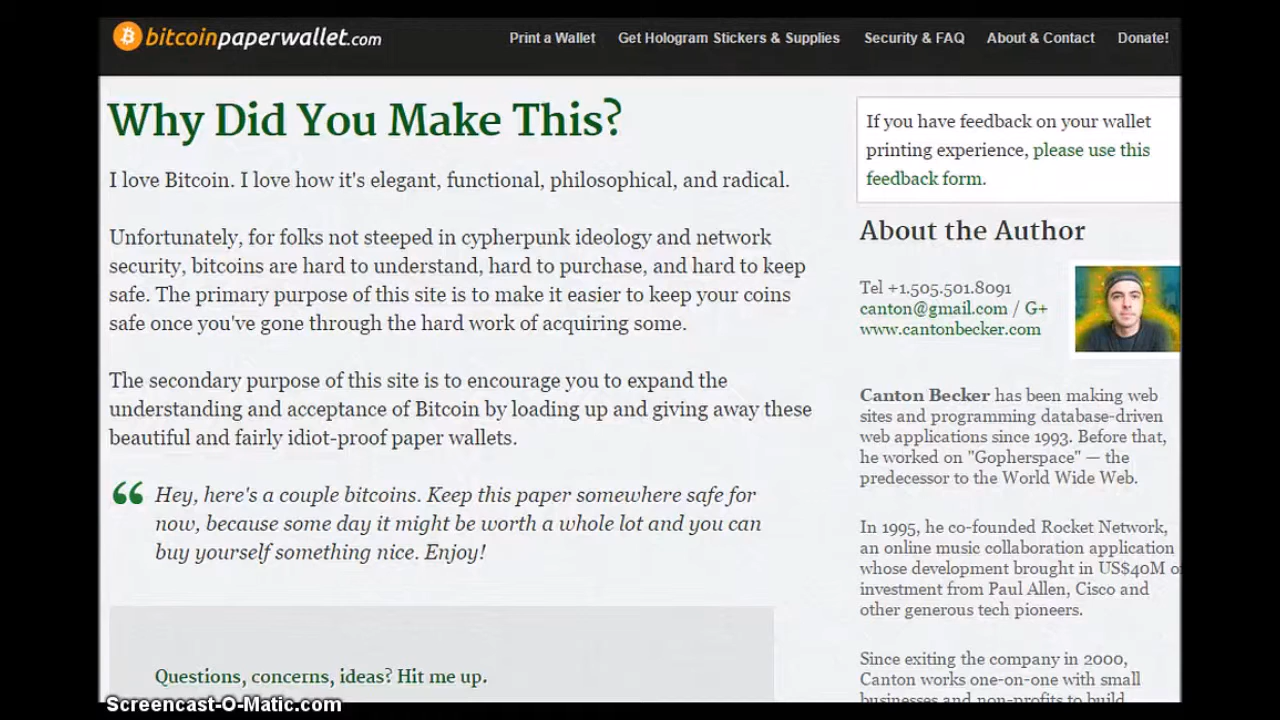 bitcoinpaperwallet.com
Print a Wallet
Get Hologram Stickers & Supplies
Security & FAQ
About & Contact
Donate!
Why Did You Make This?
I love Bitcoin. I love how it's elegant, functional, philosophical, and radical.
Unfortunately, for folks not steeped in cypherpunk ideology and network
security, bitcoins are hard to understand, hard to purchase, and hard to keep
safe. The primary purpose of this site is to make it easier to keep your coins
safe once you've gone through the hard work of acquiring some.
The secondary purpose of this site is to encourage you to expand the
understanding and acceptance of Bitcoin by loading up and giving away these
beautiful and fairly idiot-proof paper wallets.
“ Hey, here's a couple bitcoins. Keep this paper somewhere safe for
now, because some day it might be worth a whole lot and you can
buy yourself something nice. Enjoy!
Questions, concerns, ideas? Hit me up.
If you have feedback on your wallet
printing experience, please use this
feedback form.
About the Author
Tel +1.505.501.8091
canton@gmail.com / G+
www.cantonbecker.com
Canton Becker has been making web
sites and programming database-driven
web applications since 1993. Before that,
he worked on "Gopherspace" — the
predecessor to the World Wide Web.
In 1995, he co-founded Rocket Network,
an online music collaboration application
whose development brought in US$40M o
investment from Paul Allen, Cisco and
other generous tech pioneers.
Since exiting the company in 2000,
Canton works one-on-one with small
businesses and non-profits to build
Screencast-O-Matic.com